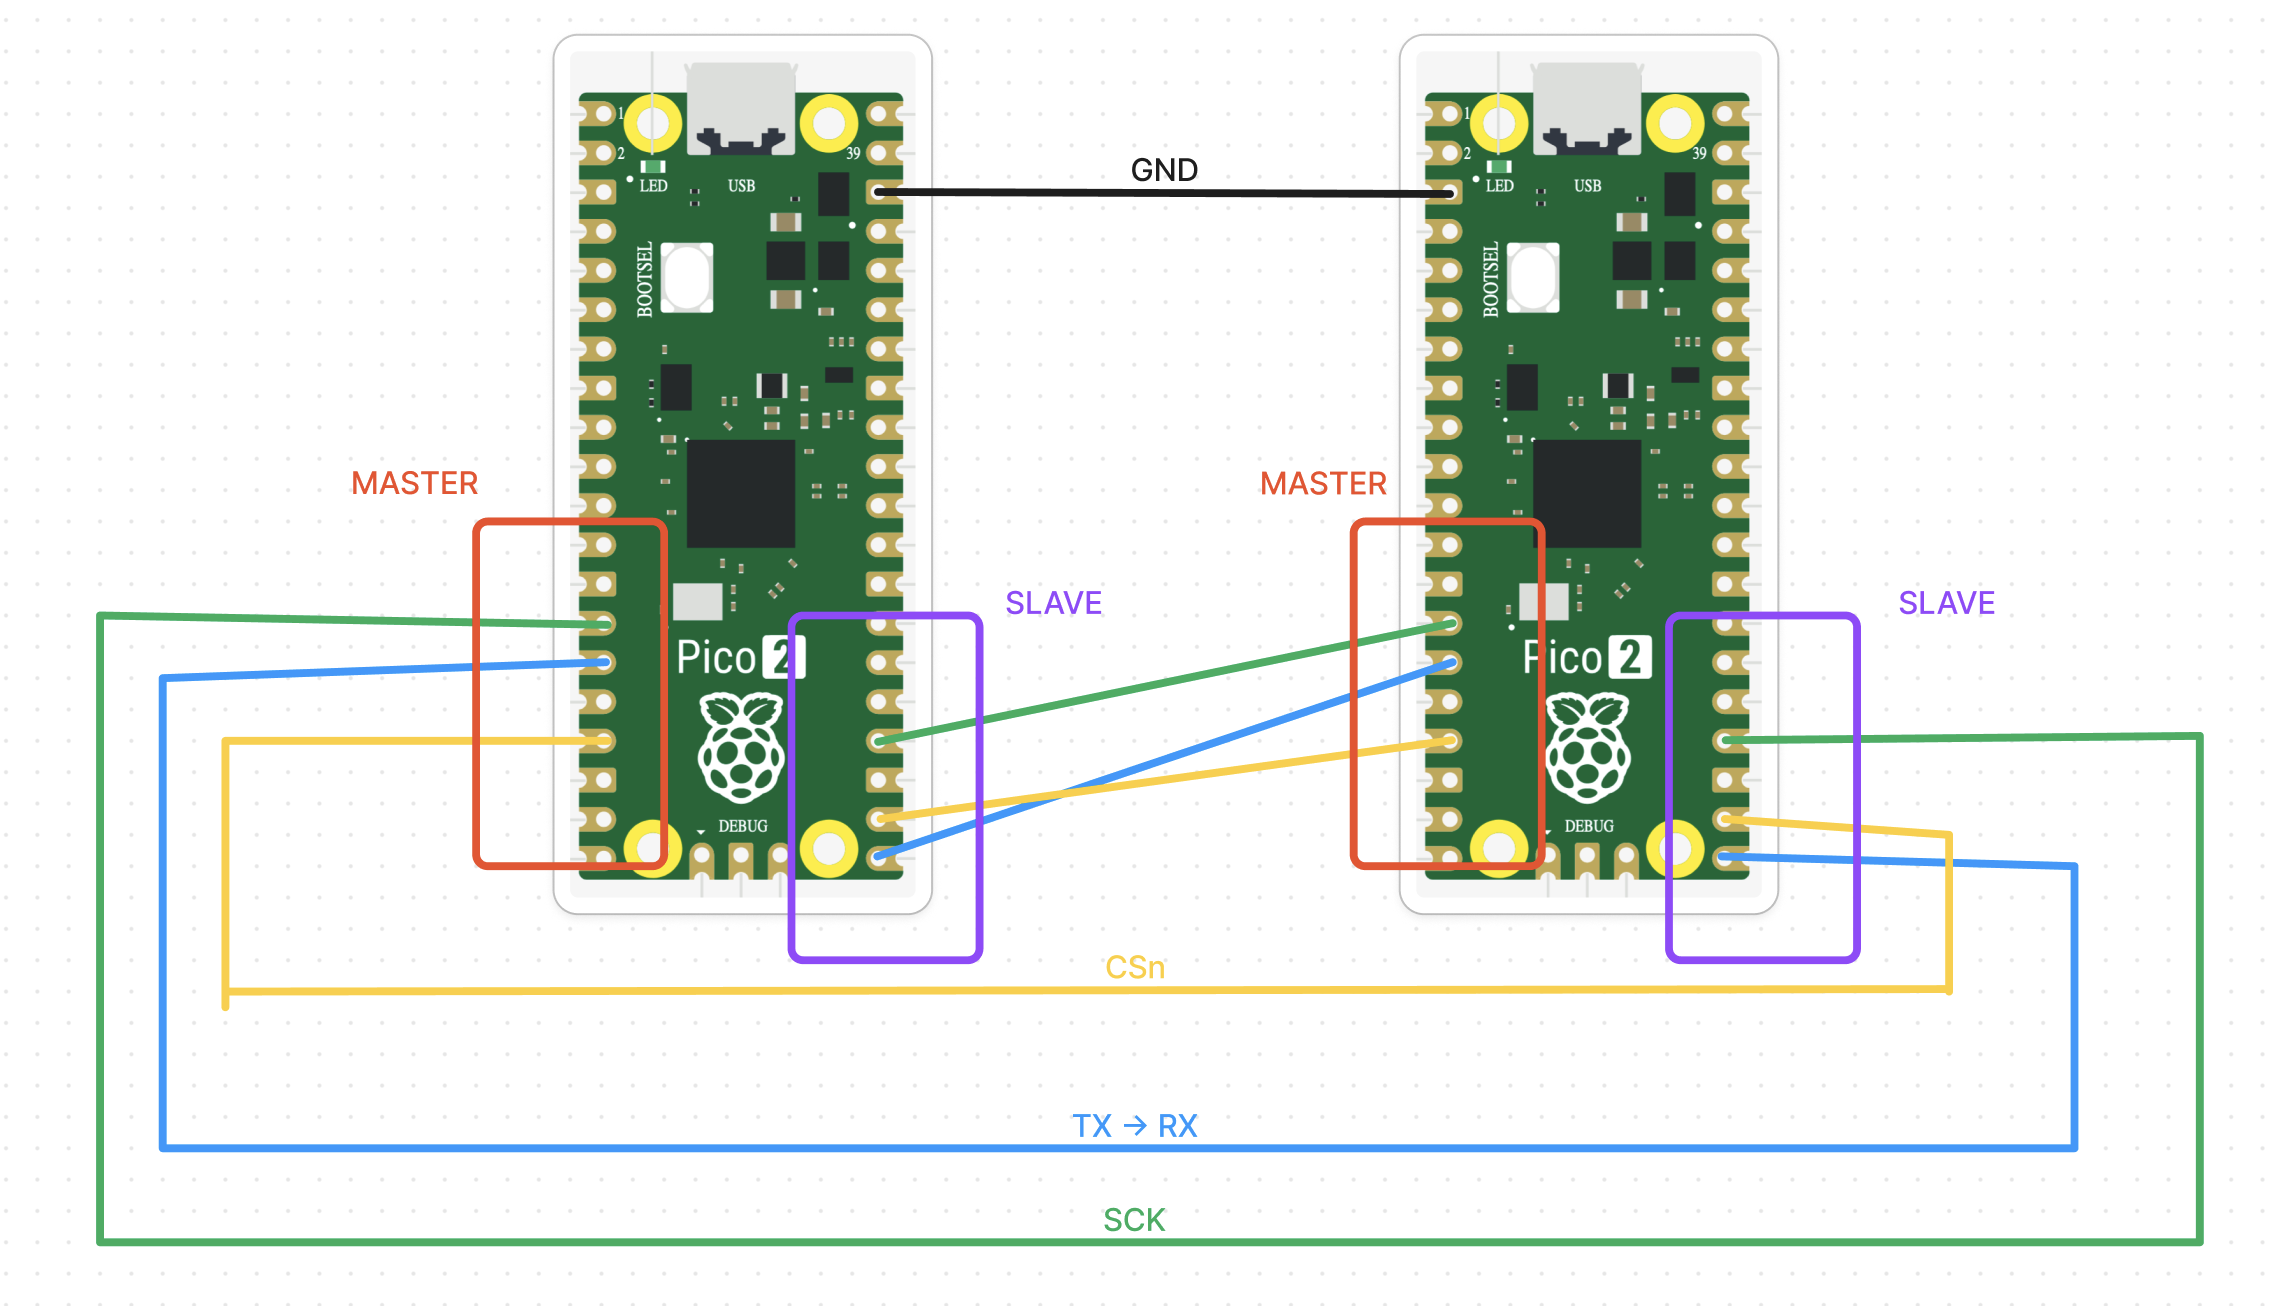 1
2
39
LED
USB
BOOTSEL
Pico 2
DEBUG
1
2
39
LED
USB
BOOTSEL
Pico 2
DEBUG
GND
MASTER
SLAVE
MASTER
SLAVE
CSn
TX → RX
SCK